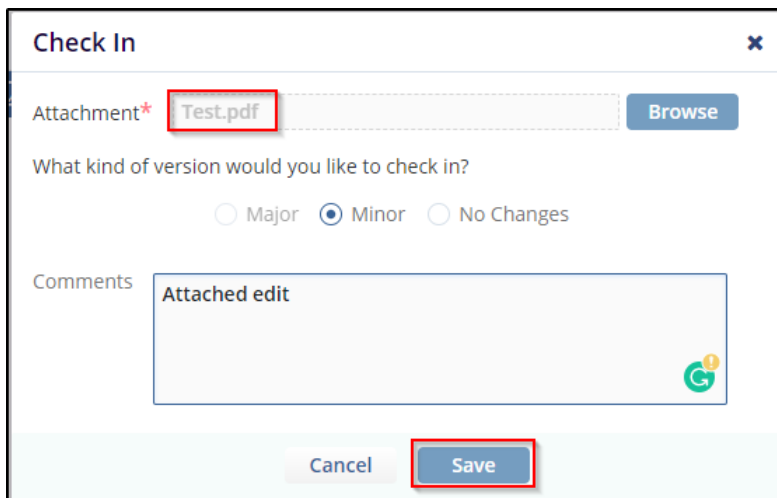 Check In
Attachment* Test.pdf Browse
What kind of version would you like to check in?
Major Minor No Changes
Comments Attached edit
Cancel Save